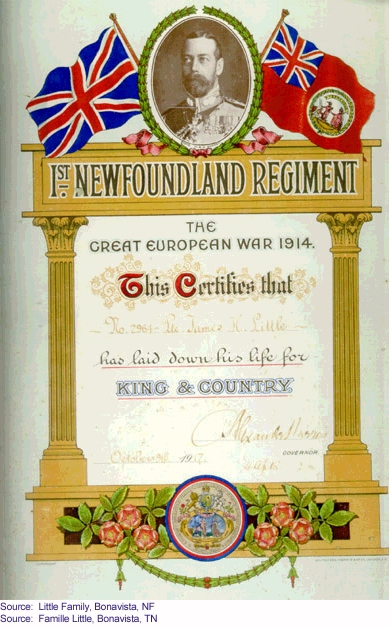 1ST NEWFOUNDLAND REGIMENT
THE
GREAT EUROPEAN WAR 1914.
This Certifies that
No. 2964 Pte James H. Little
has laid down his life for
KING & COUNTRY.
GOVERNOR.
October 1917
Source: Little Family, Bonavista, NF
Source: Famille Little, Bonavista, TN